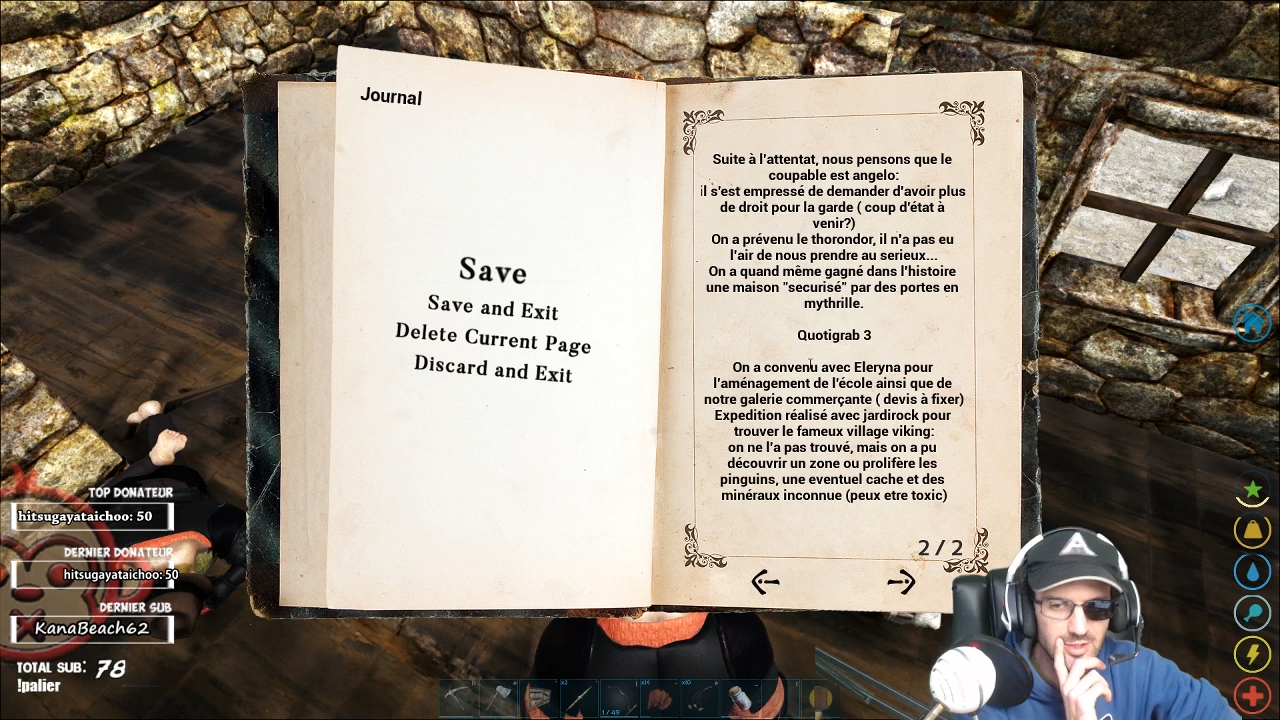 Journal
Save
Save and Exit
Delete Current Page
Discard and Exit
Suite à l'attentat, nous pensons que le
coupable est angelo:
il s'est empressé de demander d'avoir plus
de droit pour la garde ( coup d'état à
venir?)
On a prévenu le thorondor, il n'a pas eu
l'air de nous prendre au serieux...
On a quand même gagné dans l'histoire
une maison "securisé" par des portes en
mythrille.
Quotigrab 3
On a convenu avec Eleryna pour
l'aménagement de l'école ainsi que de
notre galerie commerçante ( devis à fixer)
Expedition réalisé avec jardirock pour
trouver le fameux village viking:
on ne l'a pas trouvé, mais on a pu
découvrir un zone ou prolifère les
pinguins, une eventuel cache et des
minéraux inconnue (peux etre toxic)
2 / 2
TOP DONATEUR
hitsugayataichoo: 50
DERNIER DONATEUR
hitsugayataichoo: 50
DERNIER SUB
KanaBeach62
TOTAL SUB: 78
!palier
1 / 49